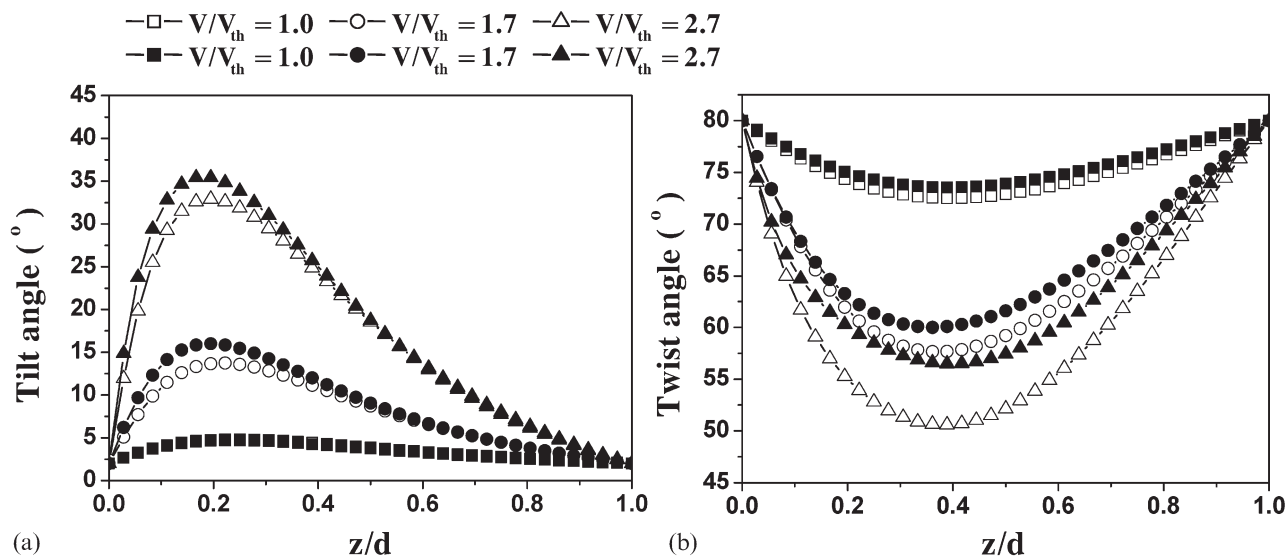 V/Vth = 1.0 V/Vth = 1.7 V/Vth = 2.7
V/Vth = 1.0 V/Vth = 1.7 V/Vth = 2.7
Tilt angle ( ° )
45
40
35
30
25
20
15
10
5
0
0.0 0.2 0.4 0.6 0.8 1.0
z/d
(a)
Twist angle ( ° )
80
75
70
65
60
55
50
45
0.0 0.2 0.4 0.6 0.8 1.0
z/d
(b)